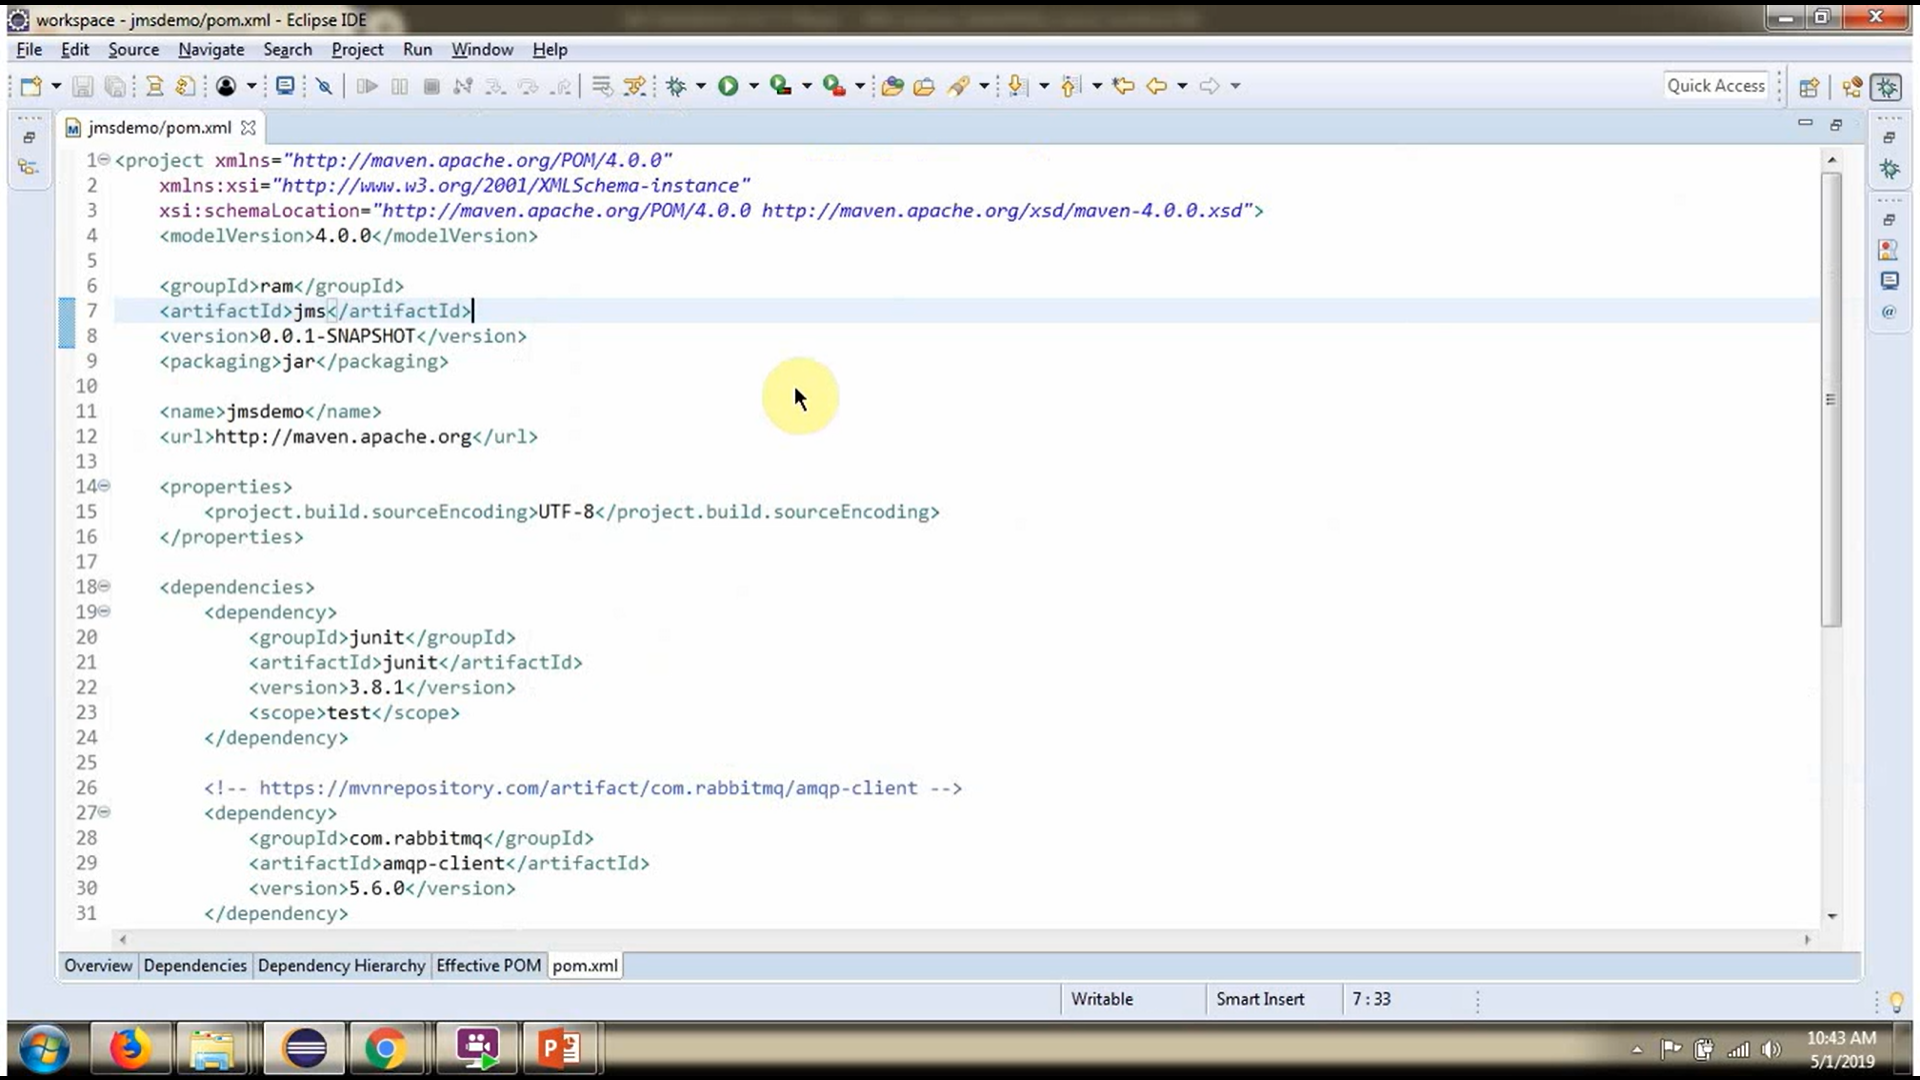 workspace - jmsdemo/pom.xml - Eclipse IDE
File Edit Source Navigate Search Project Run Window Help
Quick Access
jmsdemo/pom.xml
1 <project xmlns="http://maven.apache.org/POM/4.0.0"
2 xmlns:xsi="http://www.w3.org/2001/XMLSchema-instance"
3 xsi:schemaLocation="http://maven.apache.org/POM/4.0.0 http://maven.apache.org/xsd/maven-4.0.0.xsd">
4 <modelVersion>4.0.0</modelVersion>
5
6 <groupId>ram</groupId>
7 <artifactId>jms</artifactId>
8 <version>0.0.1-SNAPSHOT</version>
9 <packaging>jar</packaging>
10
11 <name>jmsdemo</name>
12 <url>http://maven.apache.org</url>
13
14 <properties>
15 <project.build.sourceEncoding>UTF-8</project.build.sourceEncoding>
16 </properties>
17
18 <dependencies>
19 <dependency>
20 <groupId>junit</groupId>
21 <artifactId>junit</artifactId>
22 <version>3.8.1</version>
23 <scope>test</scope>
24 </dependency>
25
26 <!-- https://mvnrepository.com/artifact/com.rabbitmq/amqp-client -->
27 <dependency>
28 <groupId>com.rabbitmq</groupId>
29 <artifactId>amqp-client</artifactId>
30 <version>5.6.0</version>
31 </dependency>
Overview Dependencies Dependency Hierarchy Effective POM pom.xml
Writable Smart Insert 7 : 33
10:43 AM
5/1/2019